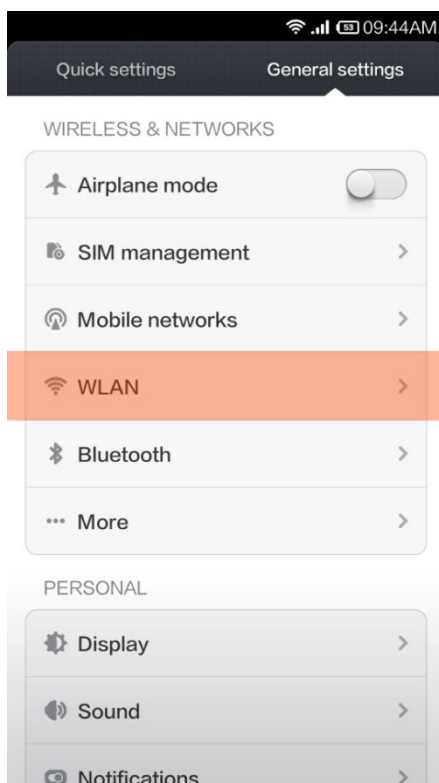 53 09:44AM
Quick settings General settings
WIRELESS & NETWORKS
Airplane mode
SIM management
Mobile networks
WLAN
Bluetooth
More
PERSONAL
Display
Sound
Notifications